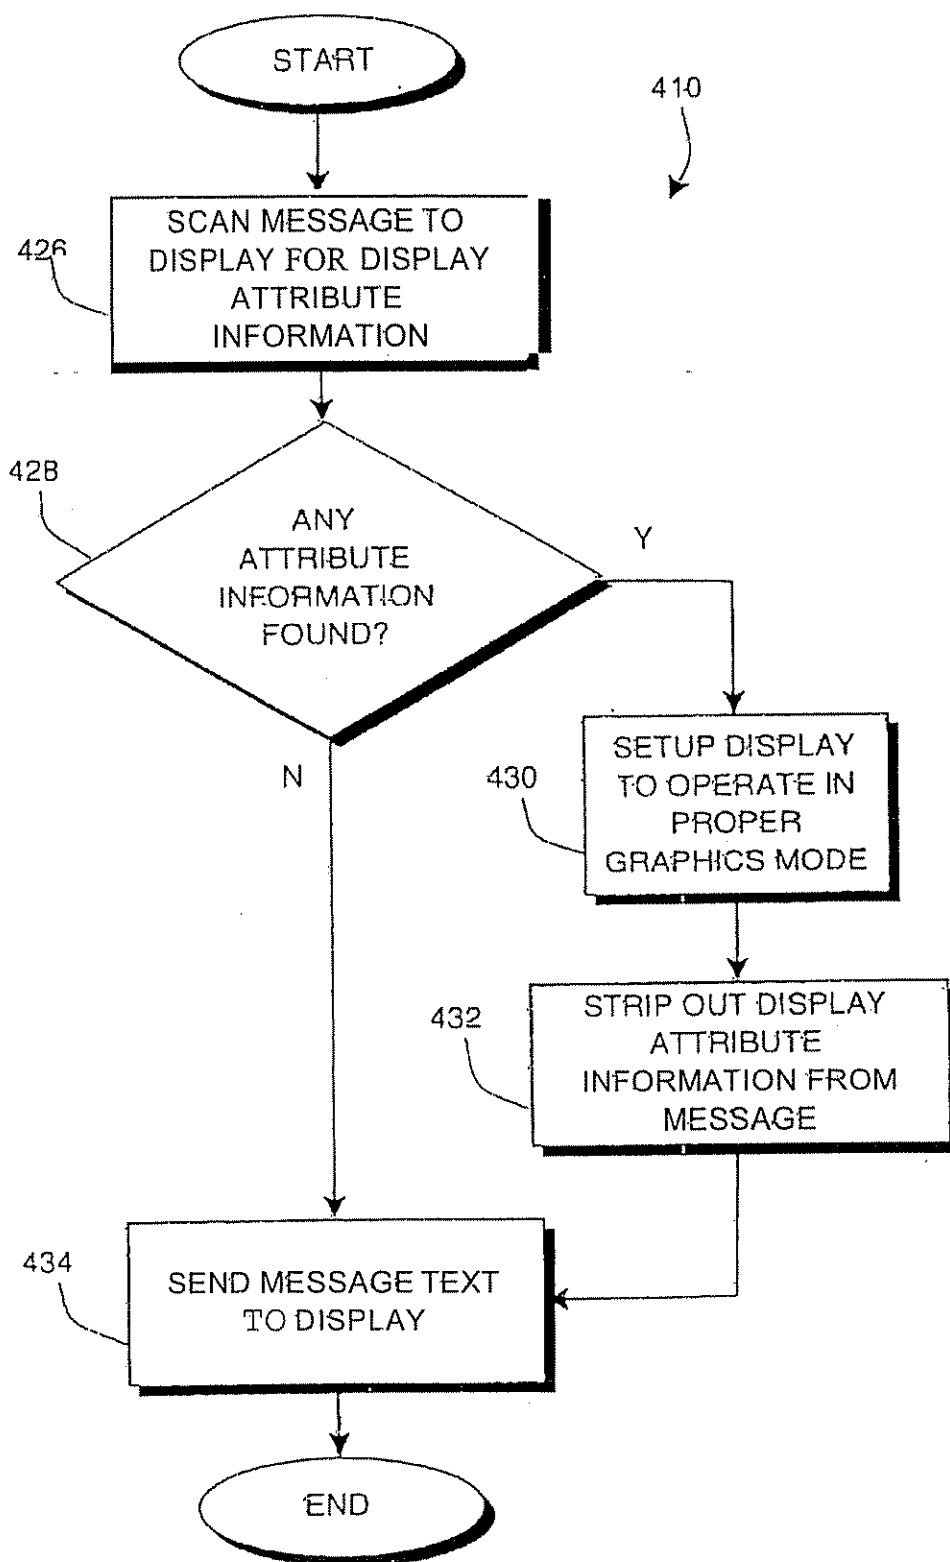 START
410
SCAN MESSAGE TO
DISPLAY FOR DISPLAY
ATTRIBUTE
INFORMATION
426
428
ANY
ATTRIBUTE
INFORMATION
FOUND?
Y
N
SETUP DISPLAY
TO OPERATE IN
PROPER
GRAPHICS MODE
430
STRIP OUT DISPLAY
ATTRIBUTE
INFORMATION FROM
MESSAGE
432
SEND MESSAGE TEXT
TO DISPLAY
434
END